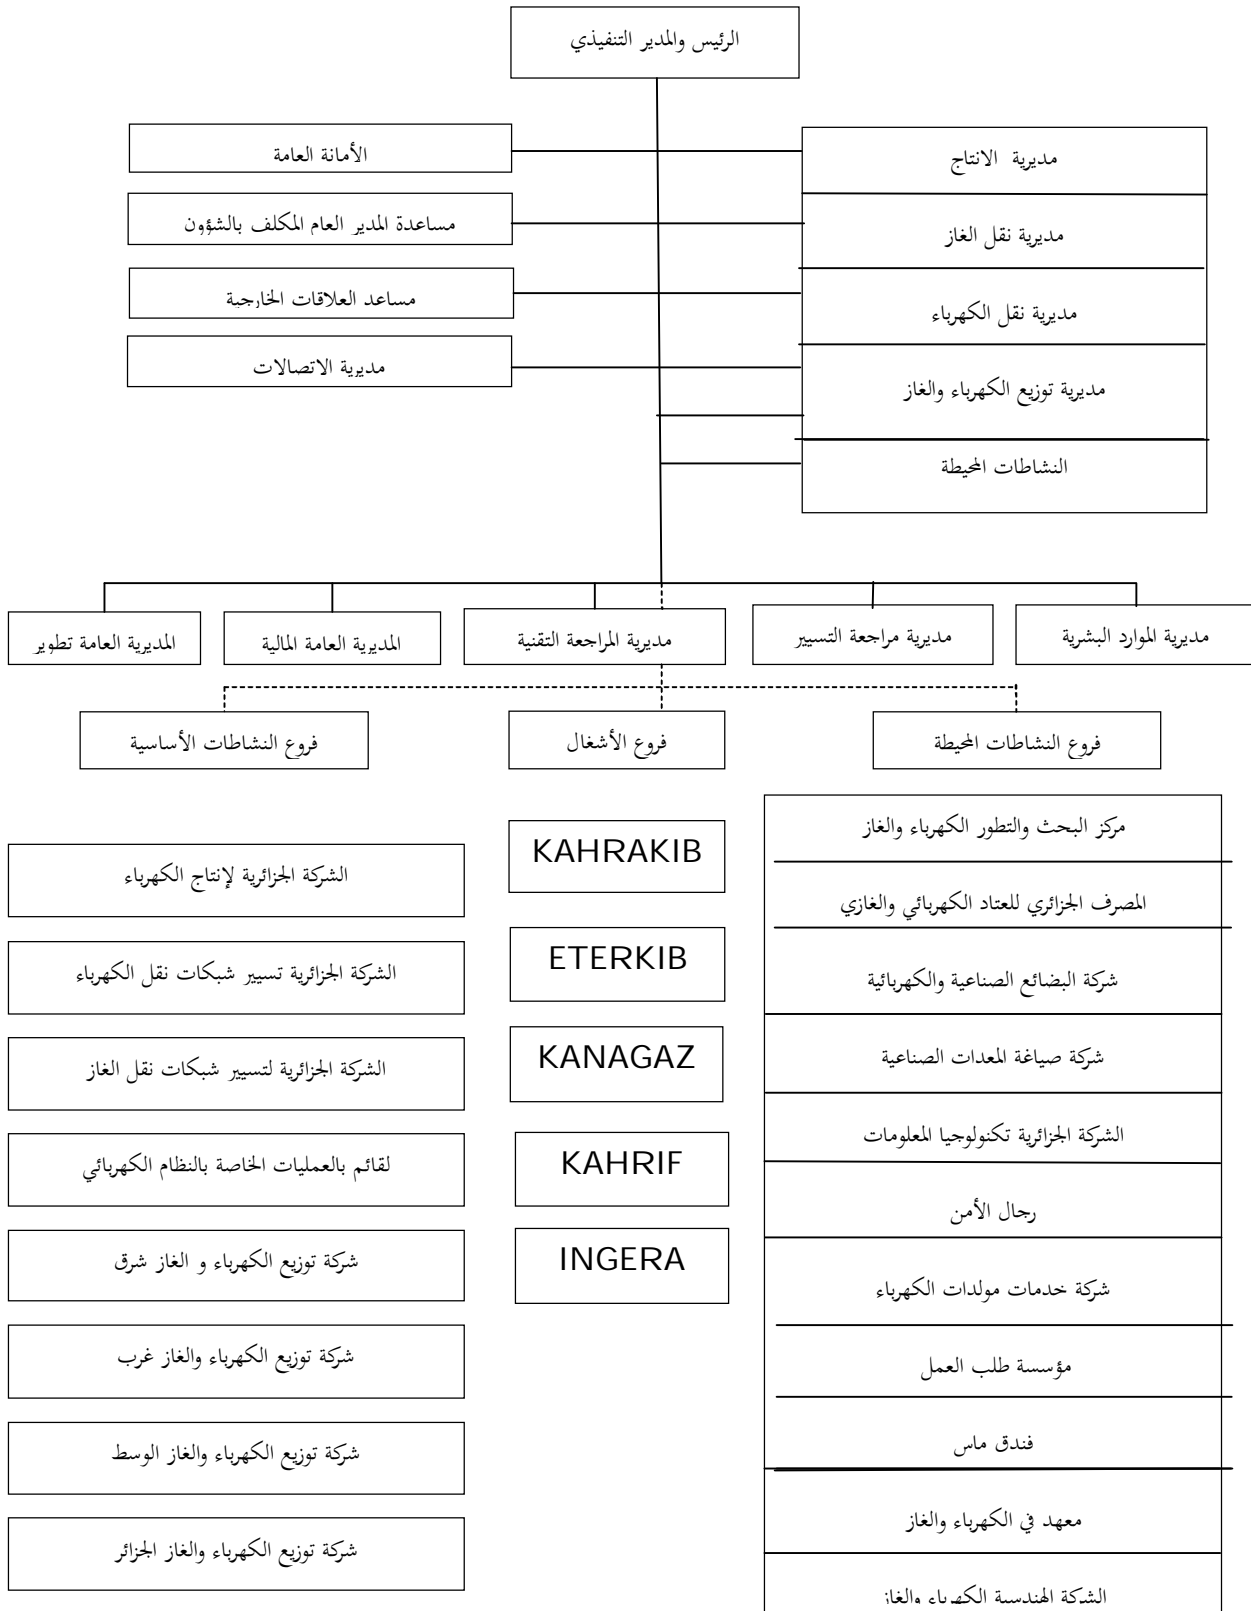 الرئيس والمدير التنفيذي
مديرية الانتاج
الأمانة العامة
مديرية نقل الغاز
مساعدة المدير العام المكلف بالشؤون
مديرية نقل الكهرباء
مساعد العلاقات الخارجية
مديرية توزيع الكهرباء والغاز
مديرية الاتصالات
النشاطات المحيطة
مديرية الموارد البشرية
مديرية مراجعة التسيير
مديرية المراجعة التقنية
المديرية العامة المالية
المديرية العامة تطوير
فروع النشاطات المحيطة
فروع الأشغال
فروع النشاطات الأساسية
مركز البحث والتطور الكهرباء والغاز
المصرف الجزائري للعتاد الكهربائي والغازي
شركة البضائع الصناعية والكهربائية
شركة صياغة المعدات الصناعية
الشركة الجزائرية تكنولوجيا المعلومات
رجال الأمن
شركة خدمات مولدات الكهرباء
مؤسسة طلب العمل
فندق ماس
معهد في الكهرباء والغاز
الشركة الهندسية الكهرباء والغاز
KAHRAKIB
ETERKIB
KANAGAZ
KAHRIF
INGERA
الشركة الجزائرية لإنتاج الكهرباء
الشركة الجزائرية تسيير شبكات نقل الكهرباء
الشركة الجزائرية لتسيير شبكات نقل الغاز
لقائم بالعمليات الخاصة بالنظام الكهربائي
شركة توزيع الكهرباء و الغاز شرق
شركة توزيع الكهرباء والغاز غرب
شركة توزيع الكهرباء والغاز الوسط
شركة توزيع الكهرباء والغاز الجزائر